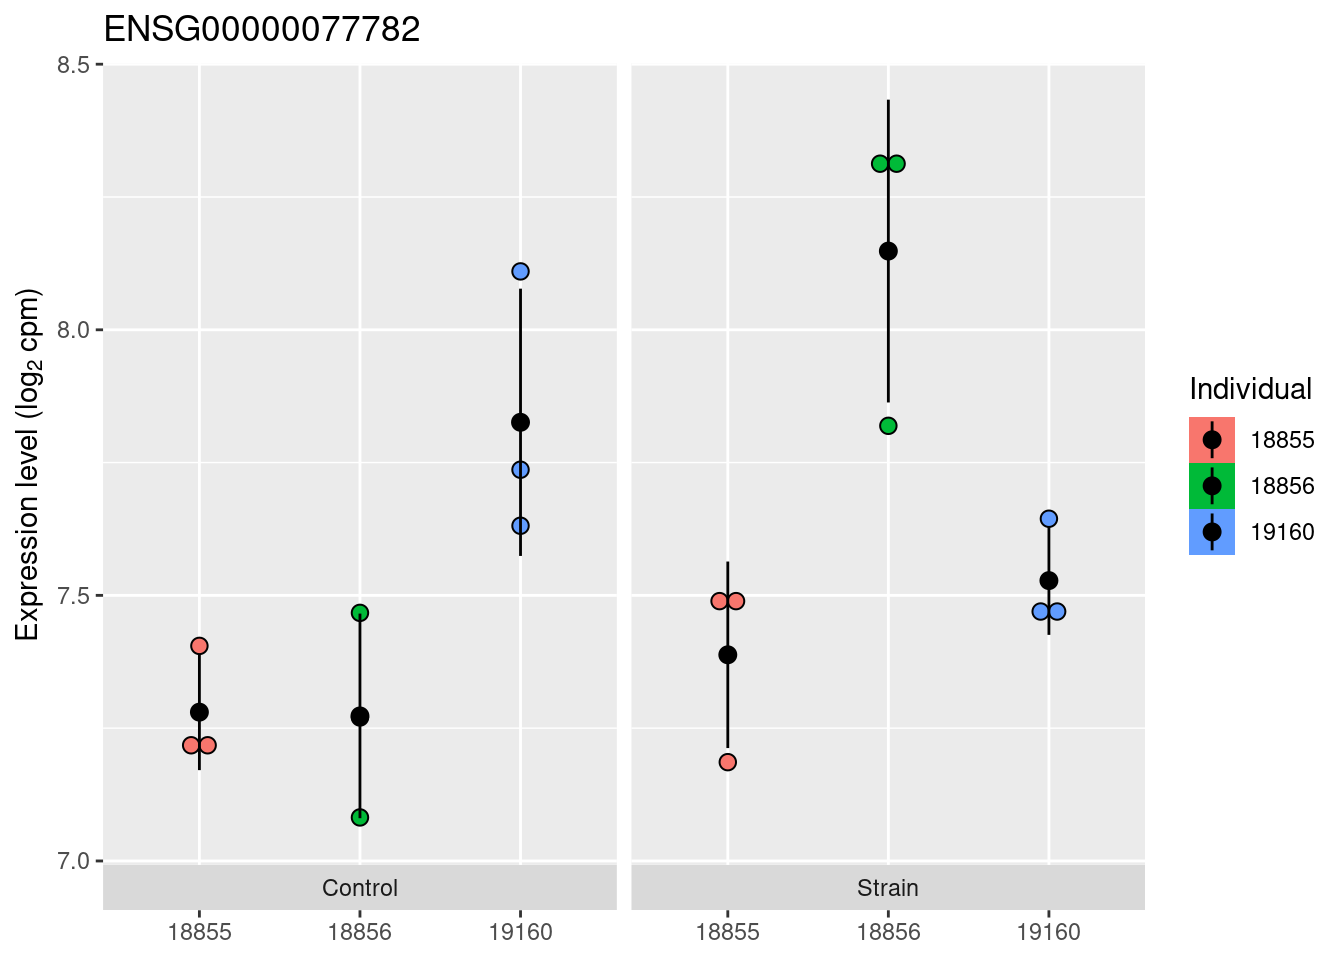 ENSG00000077782
Expression level (log₂ cpm)
8.5
8.0
7.5
7.0
Control
Strain
18855
18856
19160
18855
18856
19160
Individual
18855
18856
19160